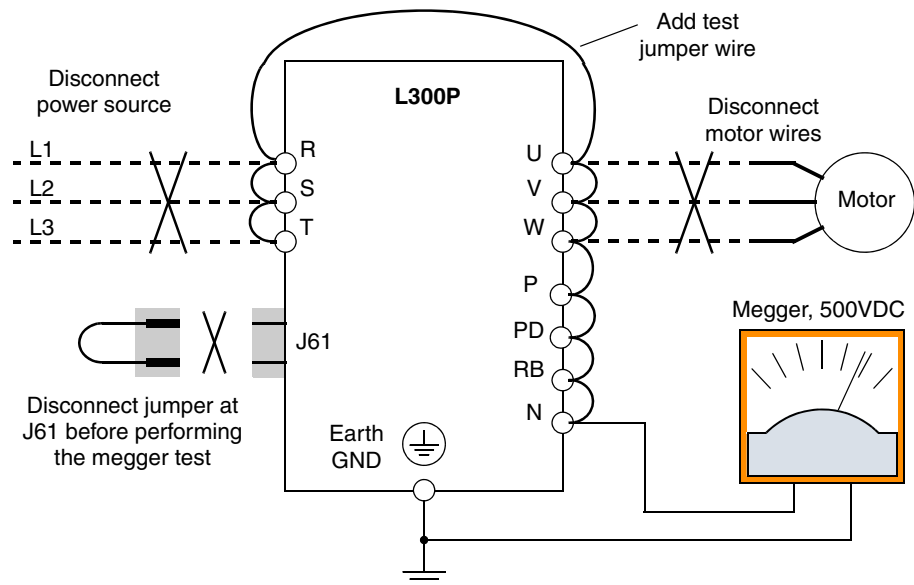 Add test
jumper wire
Disconnect
power source
L300P
Disconnect
motor wires
L1
L2
L3
R
S
T
U
V
W
P
PD
RB
N
Motor
J61
Megger, 500VDC
Disconnect jumper at
J61 before performing
the megger test
Earth
GND